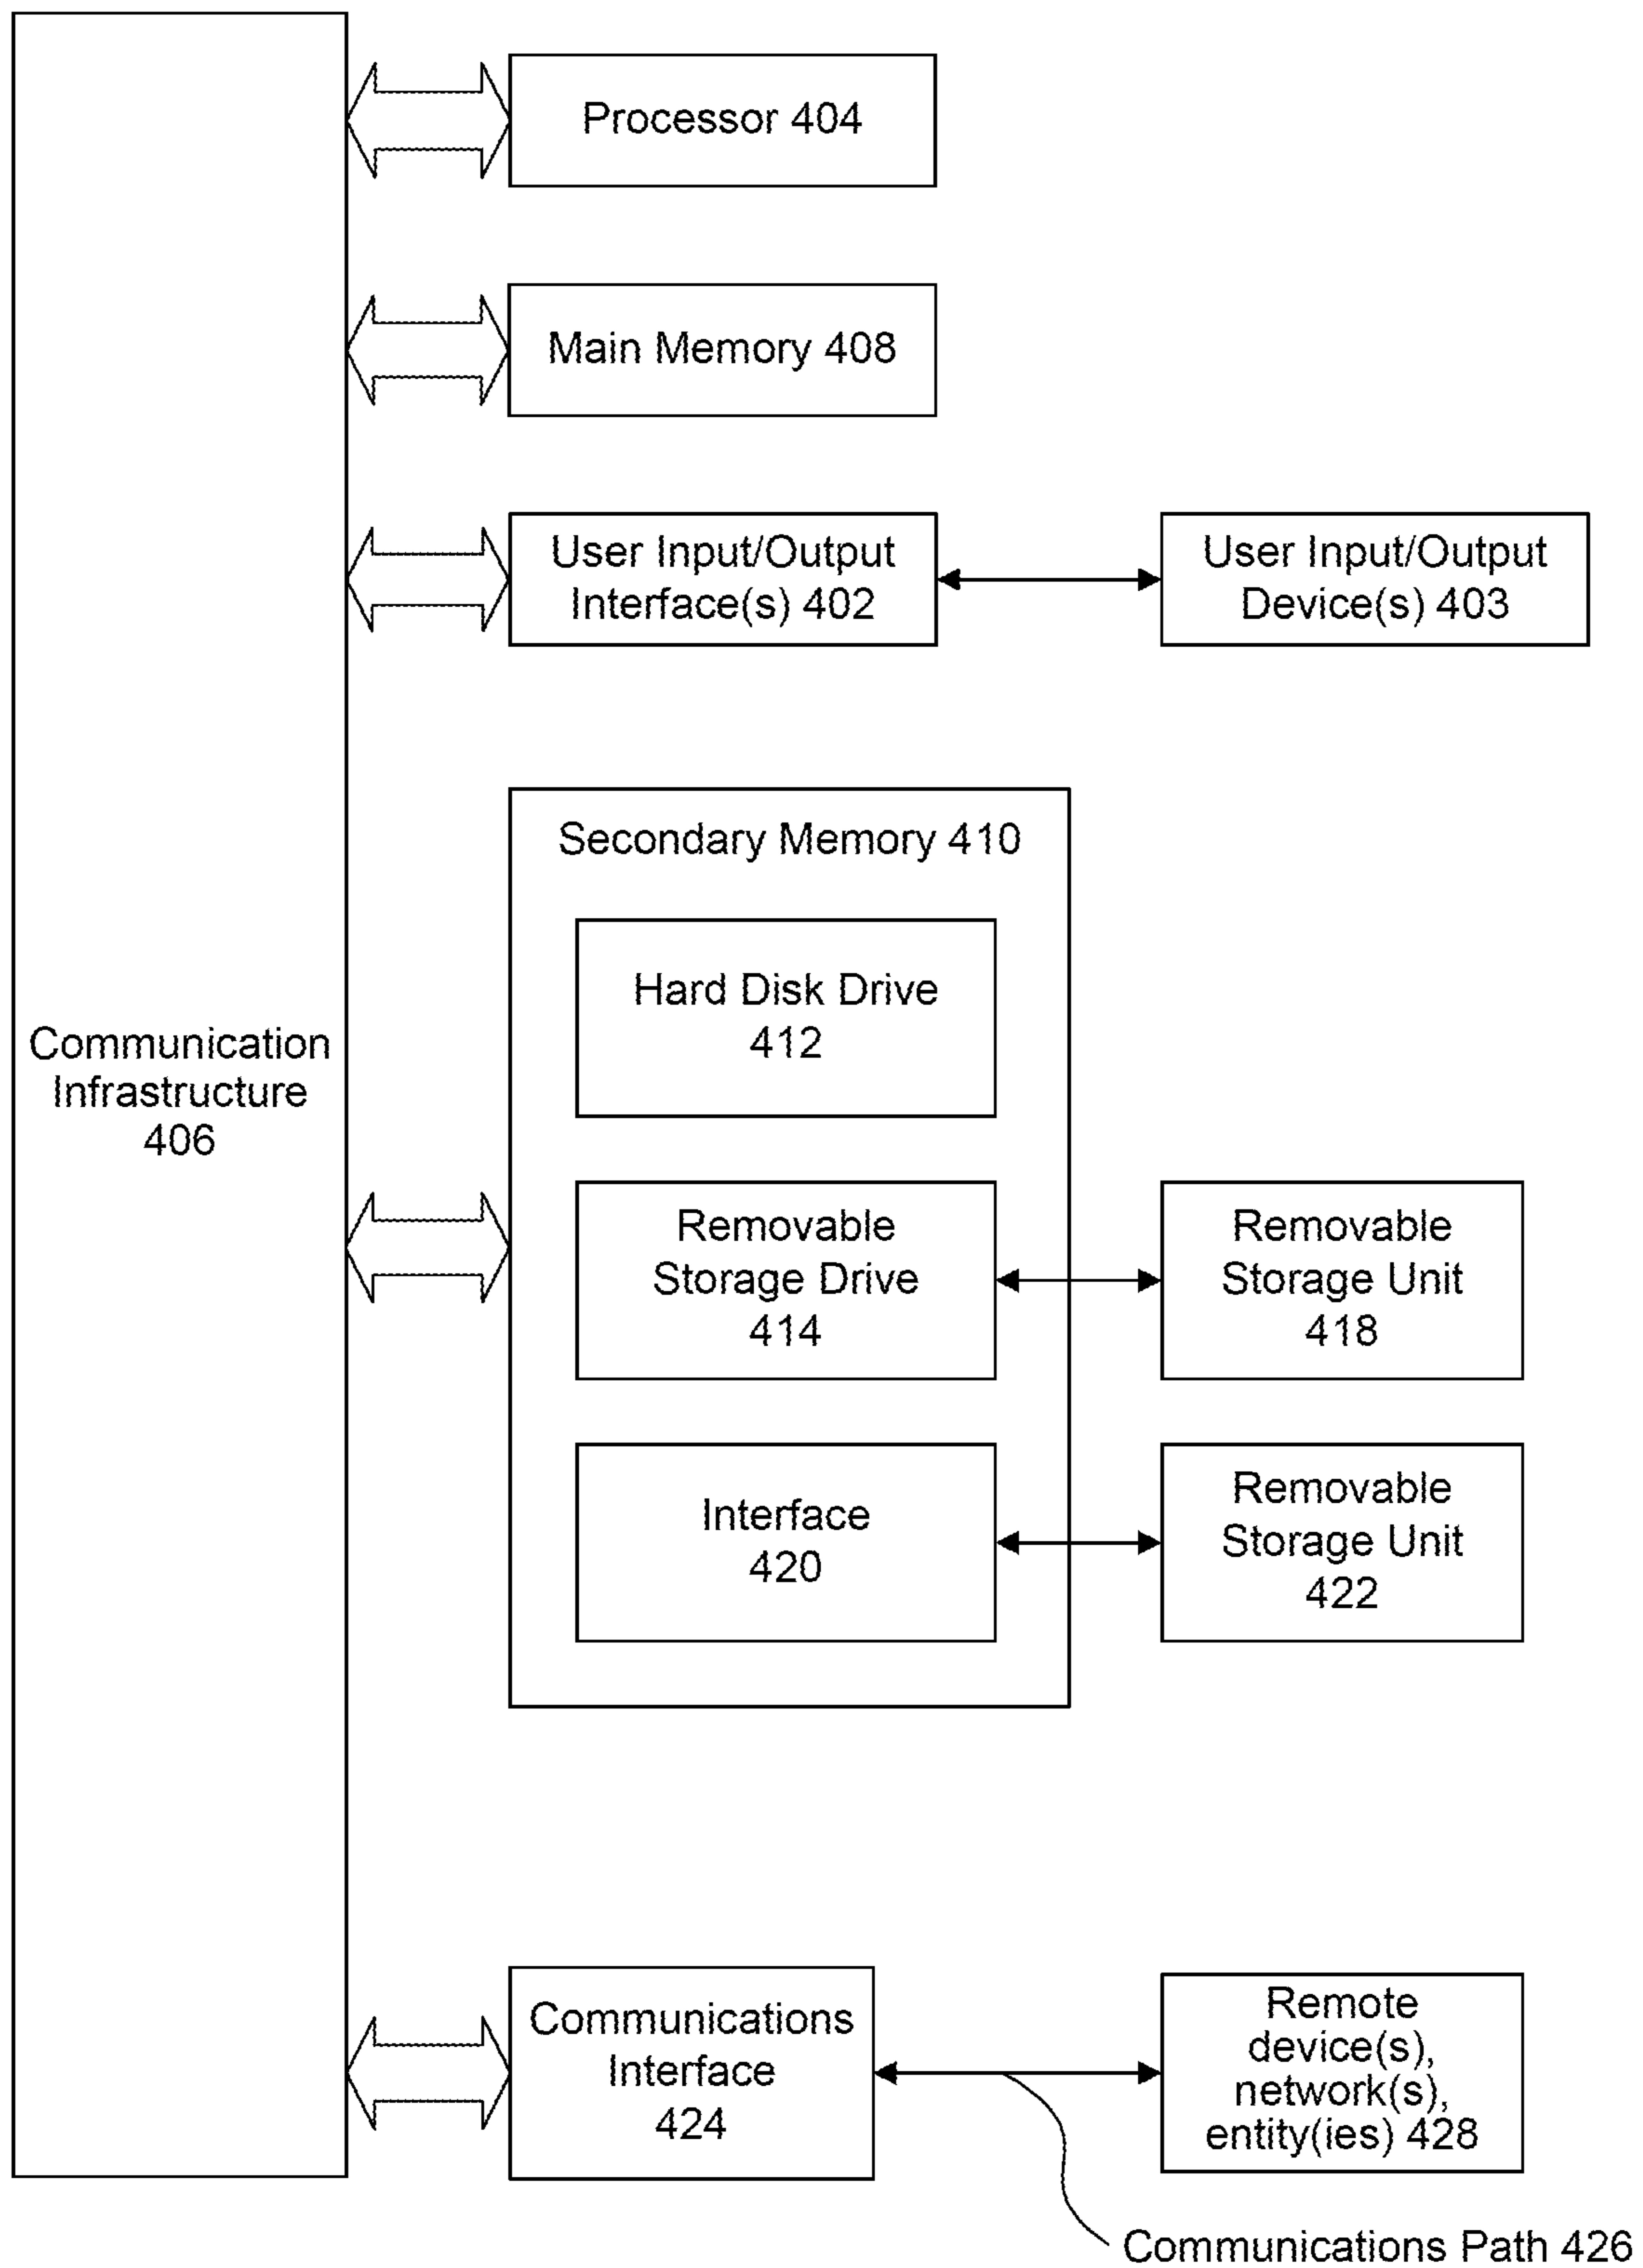 Processor 404
Main Memory 408
User Input/Output
Interface(s) 402
User Input/Output
Device(s) 403
Secondary Memory 410
Hard Disk Drive
412
Communication
Infrastructure
406
Removable
Storage Drive
414
Removable
Storage Unit
418
Interface
420
Removable
Storage Unit
422
Communications
Interface
424
Remote
device(s),
network(s),
entity(ies) 428
Communications Path 426